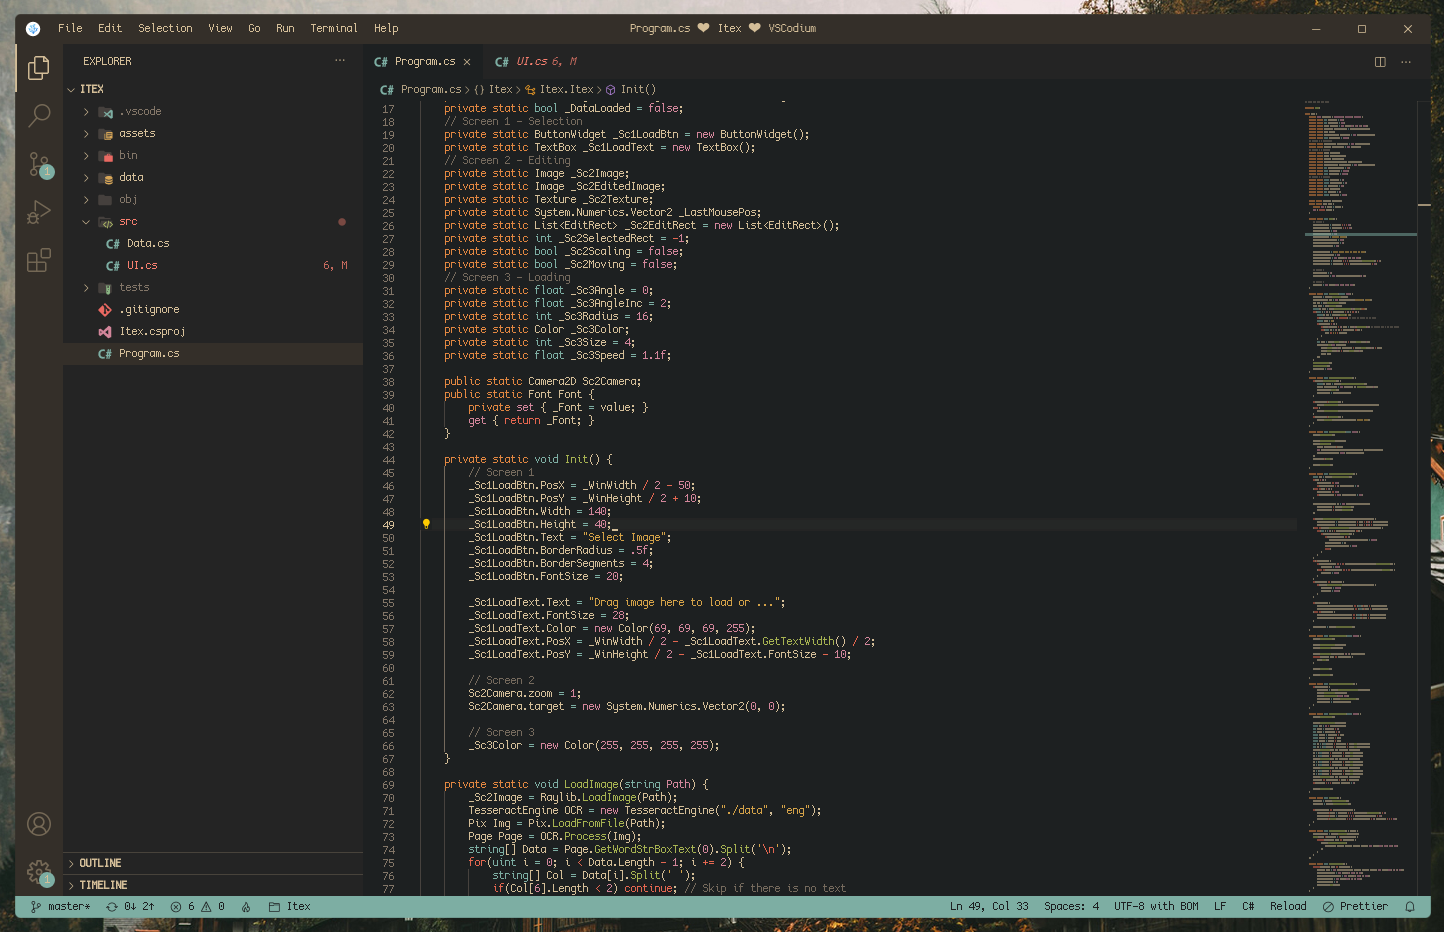 File Edit Selection View Go Run Terminal Help
Program.cs ❤ Itex ❤ VSCodium
EXPLORER
ITEX
.vscode
assets
bin
data
obj
src
Data.cs
UI.cs 6, M
tests
.gitignore
Itex.csproj
Program.cs
OUTLINE
TIMELINE
1
1
C# Program.cs ×
C# UI.cs 6, M
C# Program.cs > {} Itex > Itex.Itex > Init()
17 private static bool _DataLoaded = false;
18 // Screen 1 - Selection
19 private static ButtonWidget _Sc1LoadBtn = new ButtonWidget();
20 private static TextBox _Sc1LoadText = new TextBox();
21 // Screen 2 - Editing
22 private static Image _Sc2Image;
23 private static Image _Sc2EditedImage;
24 private static Texture _Sc2Texture;
25 private static System.Numerics.Vector2 _LastMousePos;
26 private static List<EditRect> _Sc2EditRect = new List<EditRect>();
27 private static int _Sc2SelectedRect = -1;
28 private static bool _Sc2Scaling = false;
29 private static bool _Sc2Moving = false;
30 // Screen 3 - Loading
31 private static float _Sc3Angle = 0;
32 private static float _Sc3AngleInc = 2;
33 private static int _Sc3Radius = 16;
34 private static Color _Sc3Color;
35 private static int _Sc3Size = 4;
36 private static float _Sc3Speed = 1.1f;
37
38 public static Camera2D Sc2Camera;
39 public static Font Font {
40 private set { _Font = value; }
41 get { return _Font; }
42 }
43
44 private static void Init() {
45 // Screen 1
46 _Sc1LoadBtn.PosX = _WinWidth / 2 - 50;
47 _Sc1LoadBtn.PosY = _WinHeight / 2 + 10;
48 _Sc1LoadBtn.Width = 140;
49 _Sc1LoadBtn.Height = 40;
50 _Sc1LoadBtn.Text = "Select Image";
51 _Sc1LoadBtn.BorderRadius = .5f;
52 _Sc1LoadBtn.BorderSegments = 4;
53 _Sc1LoadBtn.FontSize = 20;
54
55 _Sc1LoadText.Text = "Drag image here to load or ...";
56 _Sc1LoadText.FontSize = 28;
57 _Sc1LoadText.Color = new Color(69, 69, 69, 255);
58 _Sc1LoadText.PosX = _WinWidth / 2 - _Sc1LoadText.GetTextWidth() / 2;
59 _Sc1LoadText.PosY = _WinHeight / 2 - _Sc1LoadText.FontSize - 10;
60
61 // Screen 2
62 Sc2Camera.zoom = 1;
63 Sc2Camera.target = new System.Numerics.Vector2(0, 0);
64
65 // Screen 3
66 _Sc3Color = new Color(255, 255, 255, 255);
67 }
68
69 private static void LoadImage(string Path) {
70 _Sc2Image = Raylib.LoadImage(Path);
71 TesseractEngine OCR = new TesseractEngine("./data", "eng");
72 Pix Img = Pix.LoadFromFile(Path);
73 Page Page = OCR.Process(Img);
74 string[] Data = Page.GetWordStrBoxText(0).Split('\n');
75 for(uint i = 0; i < Data.Length - 1; i += 2) {
76 string[] Col = Data[i].Split(' ');
77 if(Col[6].Length < 2) continue; // Skip if there is no text
master* 0↓ 2↑ 6 0 Itex
Ln 49, Col 33 Spaces: 4 UTF-8 with BOM LF C# Reload Prettier